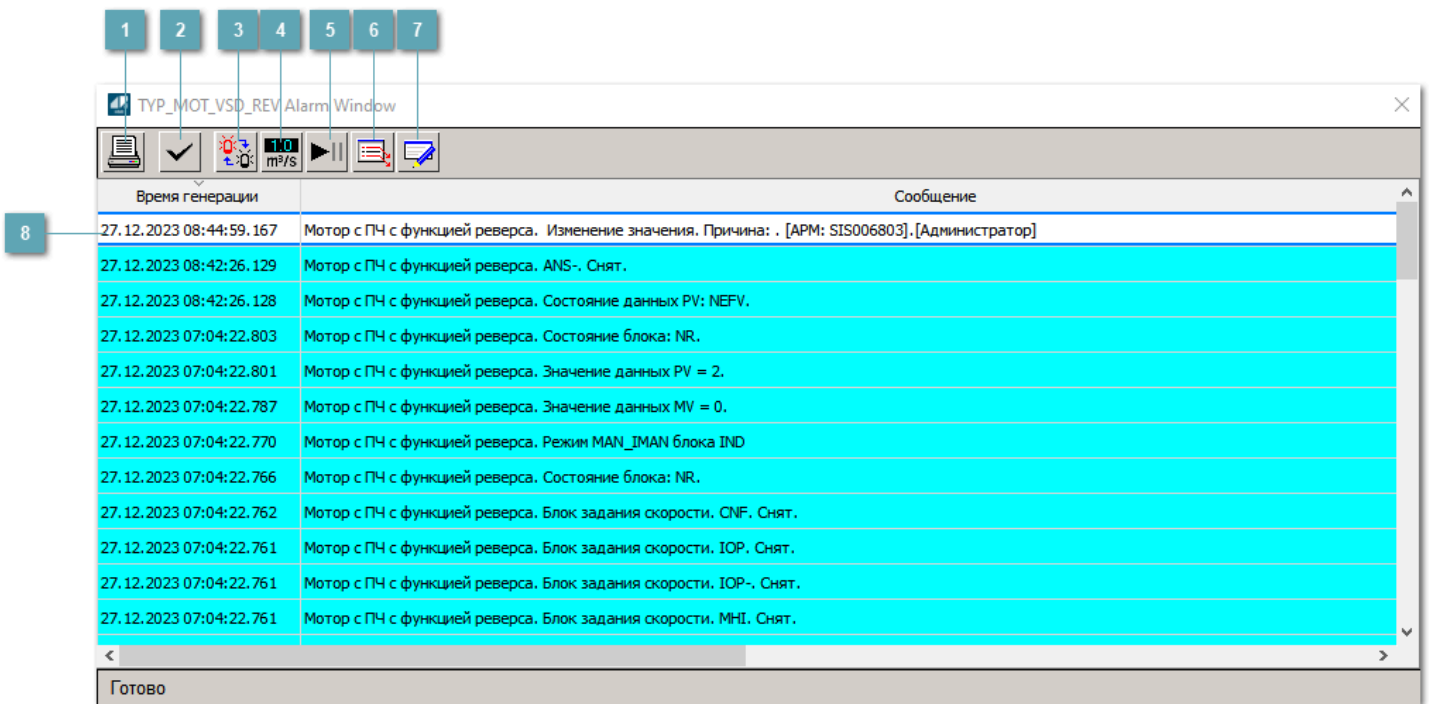 1 2 3 4 5 6 7
TYP_MOT_VSD_REV Alarm Window
1.0
m³/s
Время генерации Сообщение
8
27.12.2023 08:44:59.167 Мотор с ПЧ с функцией реверса. Изменение значения. Причина: . [АРМ: SIS006803].[Администратор]
27.12.2023 08:42:26.129 Мотор с ПЧ с функцией реверса. ANS-. Снят.
27.12.2023 08:42:26.128 Мотор с ПЧ с функцией реверса. Состояние данных PV: NEFV.
27.12.2023 07:04:22.803 Мотор с ПЧ с функцией реверса. Состояние блока: NR.
27.12.2023 07:04:22.801 Мотор с ПЧ с функцией реверса. Значение данных PV = 2.
27.12.2023 07:04:22.787 Мотор с ПЧ с функцией реверса. Значение данных MV = 0.
27.12.2023 07:04:22.770 Мотор с ПЧ с функцией реверса. Режим MAN_IMAN блока IND
27.12.2023 07:04:22.766 Мотор с ПЧ с функцией реверса. Состояние блока: NR.
27.12.2023 07:04:22.762 Мотор с ПЧ с функцией реверса. Блок задания скорости. CNF. Снят.
27.12.2023 07:04:22.761 Мотор с ПЧ с функцией реверса. Блок задания скорости. IOP. Снят.
27.12.2023 07:04:22.761 Мотор с ПЧ с функцией реверса. Блок задания скорости. IOP-. Снят.
27.12.2023 07:04:22.761 Мотор с ПЧ с функцией реверса. Блок задания скорости. MHI. Снят.
Готово